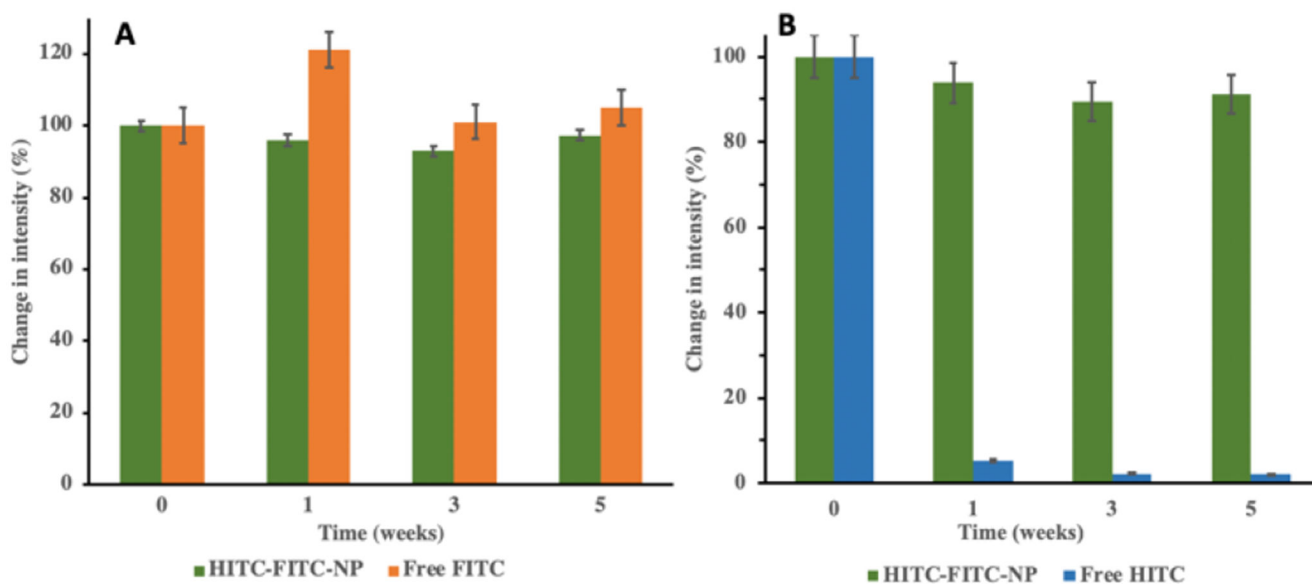 A
Change in intensity (%)
120
100
80
60
40
20
0
0 1 3 5
Time (weeks)
HITC-FITC-NP Free FITC
B
Change in intensity (%)
100
80
60
40
20
0
0 1 3 5
Time (weeks)
HITC-FITC-NP Free HITC